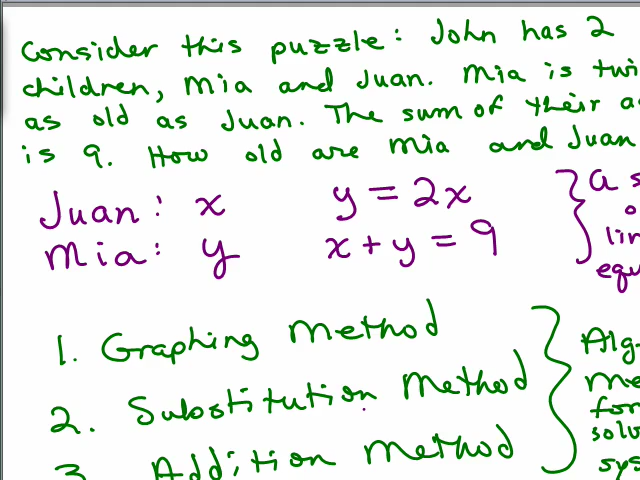 Consider this puzzle: John has 2
children, Mia and Juan. Mia is
as old as Juan. The sum of their
is 9. How old are Mia and Juan
Juan: x y = 2x } a
Mia: y x + y = 9
1. Graphing Method
2. Substitution Method
3. Addition Method